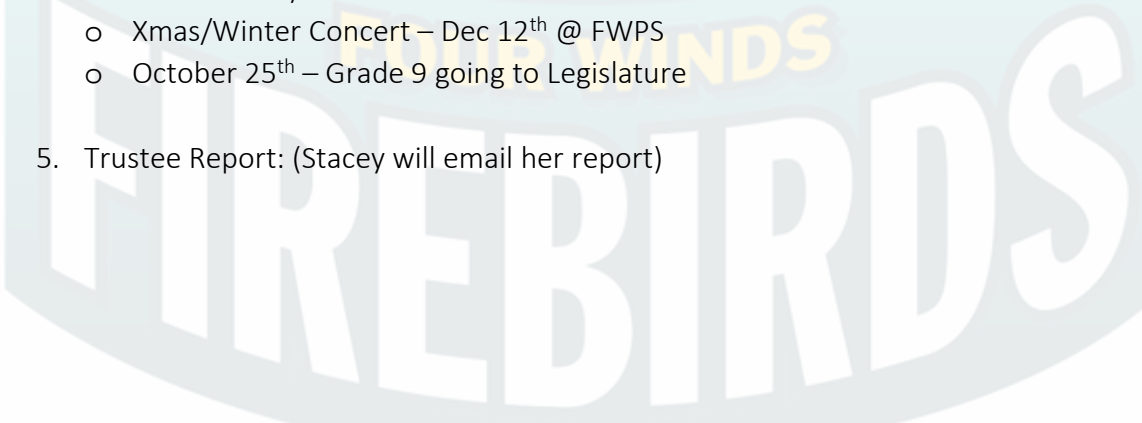 o Xmas/Winter Concert – Dec 12th @ FWPS
o October 25th – Grade 9 going to Legislature
5. Trustee Report: (Stacey will email her report)
FOUR WINDS
FIREBIRDS